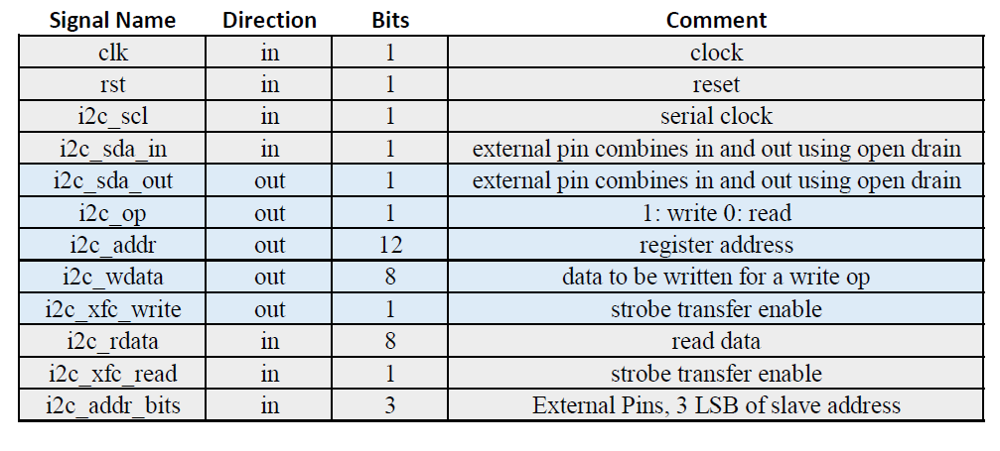 Signal Name Direction Bits Comment
clk in 1 clock
rst in 1 reset
i2c_scl in 1 serial clock
i2c_sda_in in 1 external pin combines in and out using open drain
i2c_sda_out out 1 external pin combines in and out using open drain
i2c_op out 1 1: write 0: read
i2c_addr out 12 register address
i2c_wdata out 8 data to be written for a write op
i2c_xfc_write out 1 strobe transfer enable
i2c_rdata in 8 read data
i2c_xfc_read in 1 strobe transfer enable
i2c_addr_bits in 3 External Pins, 3 LSB of slave address